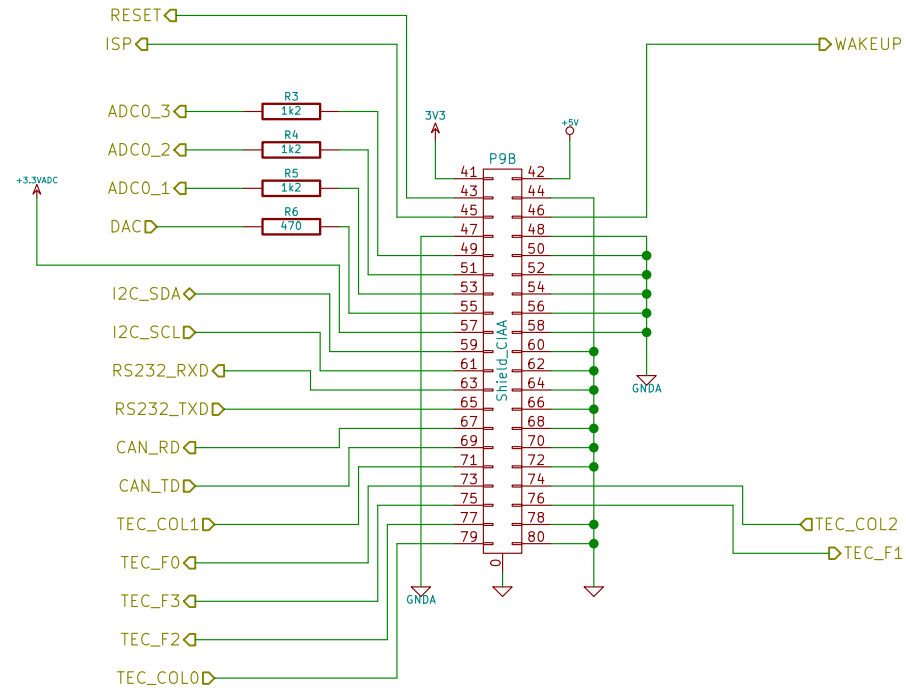 RESET
ISP
WAKEUP
R3
ADC0_3 1k2
3V3
+5V
R4
ADC0_2 1k2
P9B
R5
+3.3VADC
ADC0_1 1k2
R6
DAC 470
41 42
43 44
45 46
47 48
49 50
51 52
53 54
55 56
57 58
59 60
61 62
63 64
65 66
67 68
69 70
71 72
73 74
75 76
77 78
79 80
0
Shield_CIAA
I2C_SDA
I2C_SCL
RS232_RXD
RS232_TXD
CAN_RD
CAN_TD
TEC_COL1
TEC_F0
TEC_F3
TEC_F2
TEC_COL0
GNDA
GNDA
TEC_COL2
TEC_F1